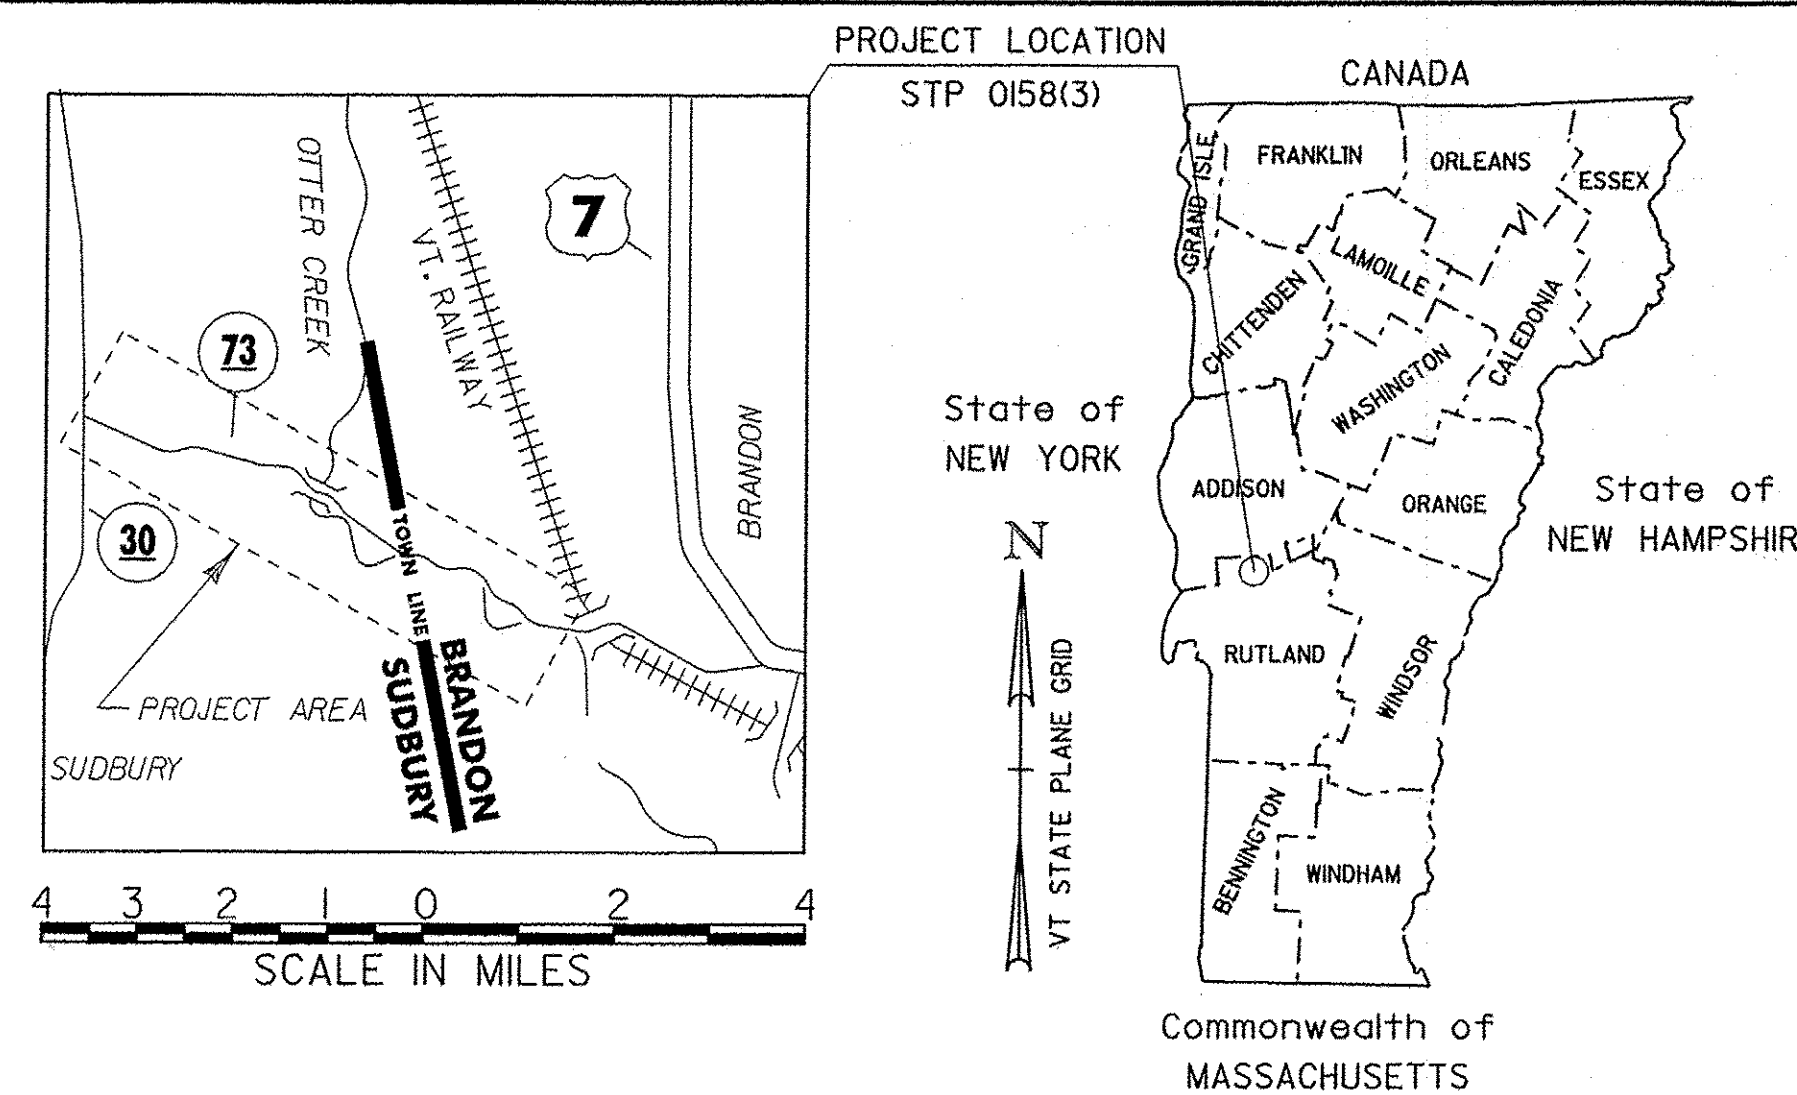 PROJECT LOCATION
STP 0158(3)
OTTER CREEK
VT. RAILWAY
7
73
30
BRANDON
TOWN LINE
BRANDON
SUDBURY
PROJECT AREA
SUDBURY
4 3 2 1 0 2 4
SCALE IN MILES
N
VT STATE PLANE GRID
CANADA
GRAND ISLE
FRANKLIN
ORLEANS
ESSEX
LAMOILLE
CHITTENDEN
CALEDONIA
WASHINGTON
State of
NEW YORK
ADDISON
ORANGE
State of
NEW HAMPSHIR
RUTLAND
WINDSOR
BENNINGTON
WINDHAM
Commonwealth of
MASSACHUSETTS